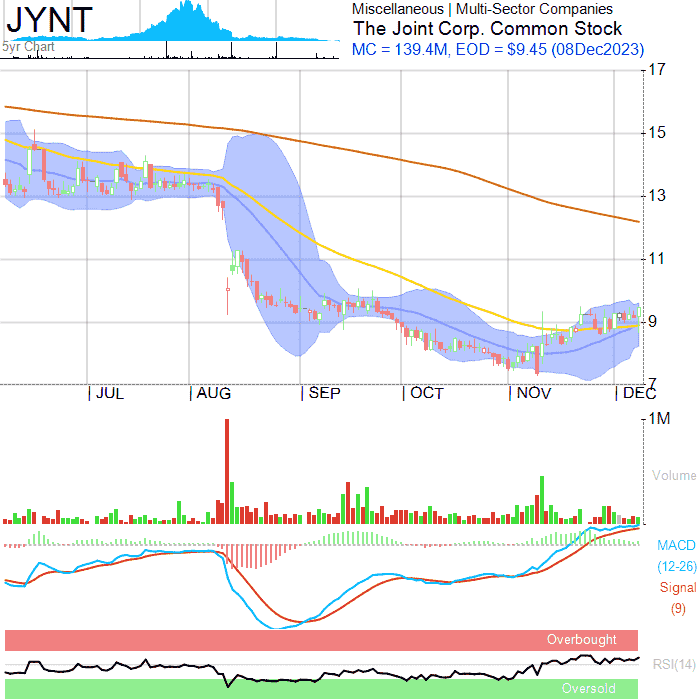 JYNT
5yr Chart
Miscellaneous | Multi-Sector Companies
The Joint Corp. Common Stock
MC = 139.4M, EOD = $9.45 (08Dec2023)
17
15
13
11
9
7
JUL
AUG
SEP
OCT
NOV
DEC
1M
Volume
MACD
(12-26)
Signal
(9)
Overbought
RSI(14)
Oversold